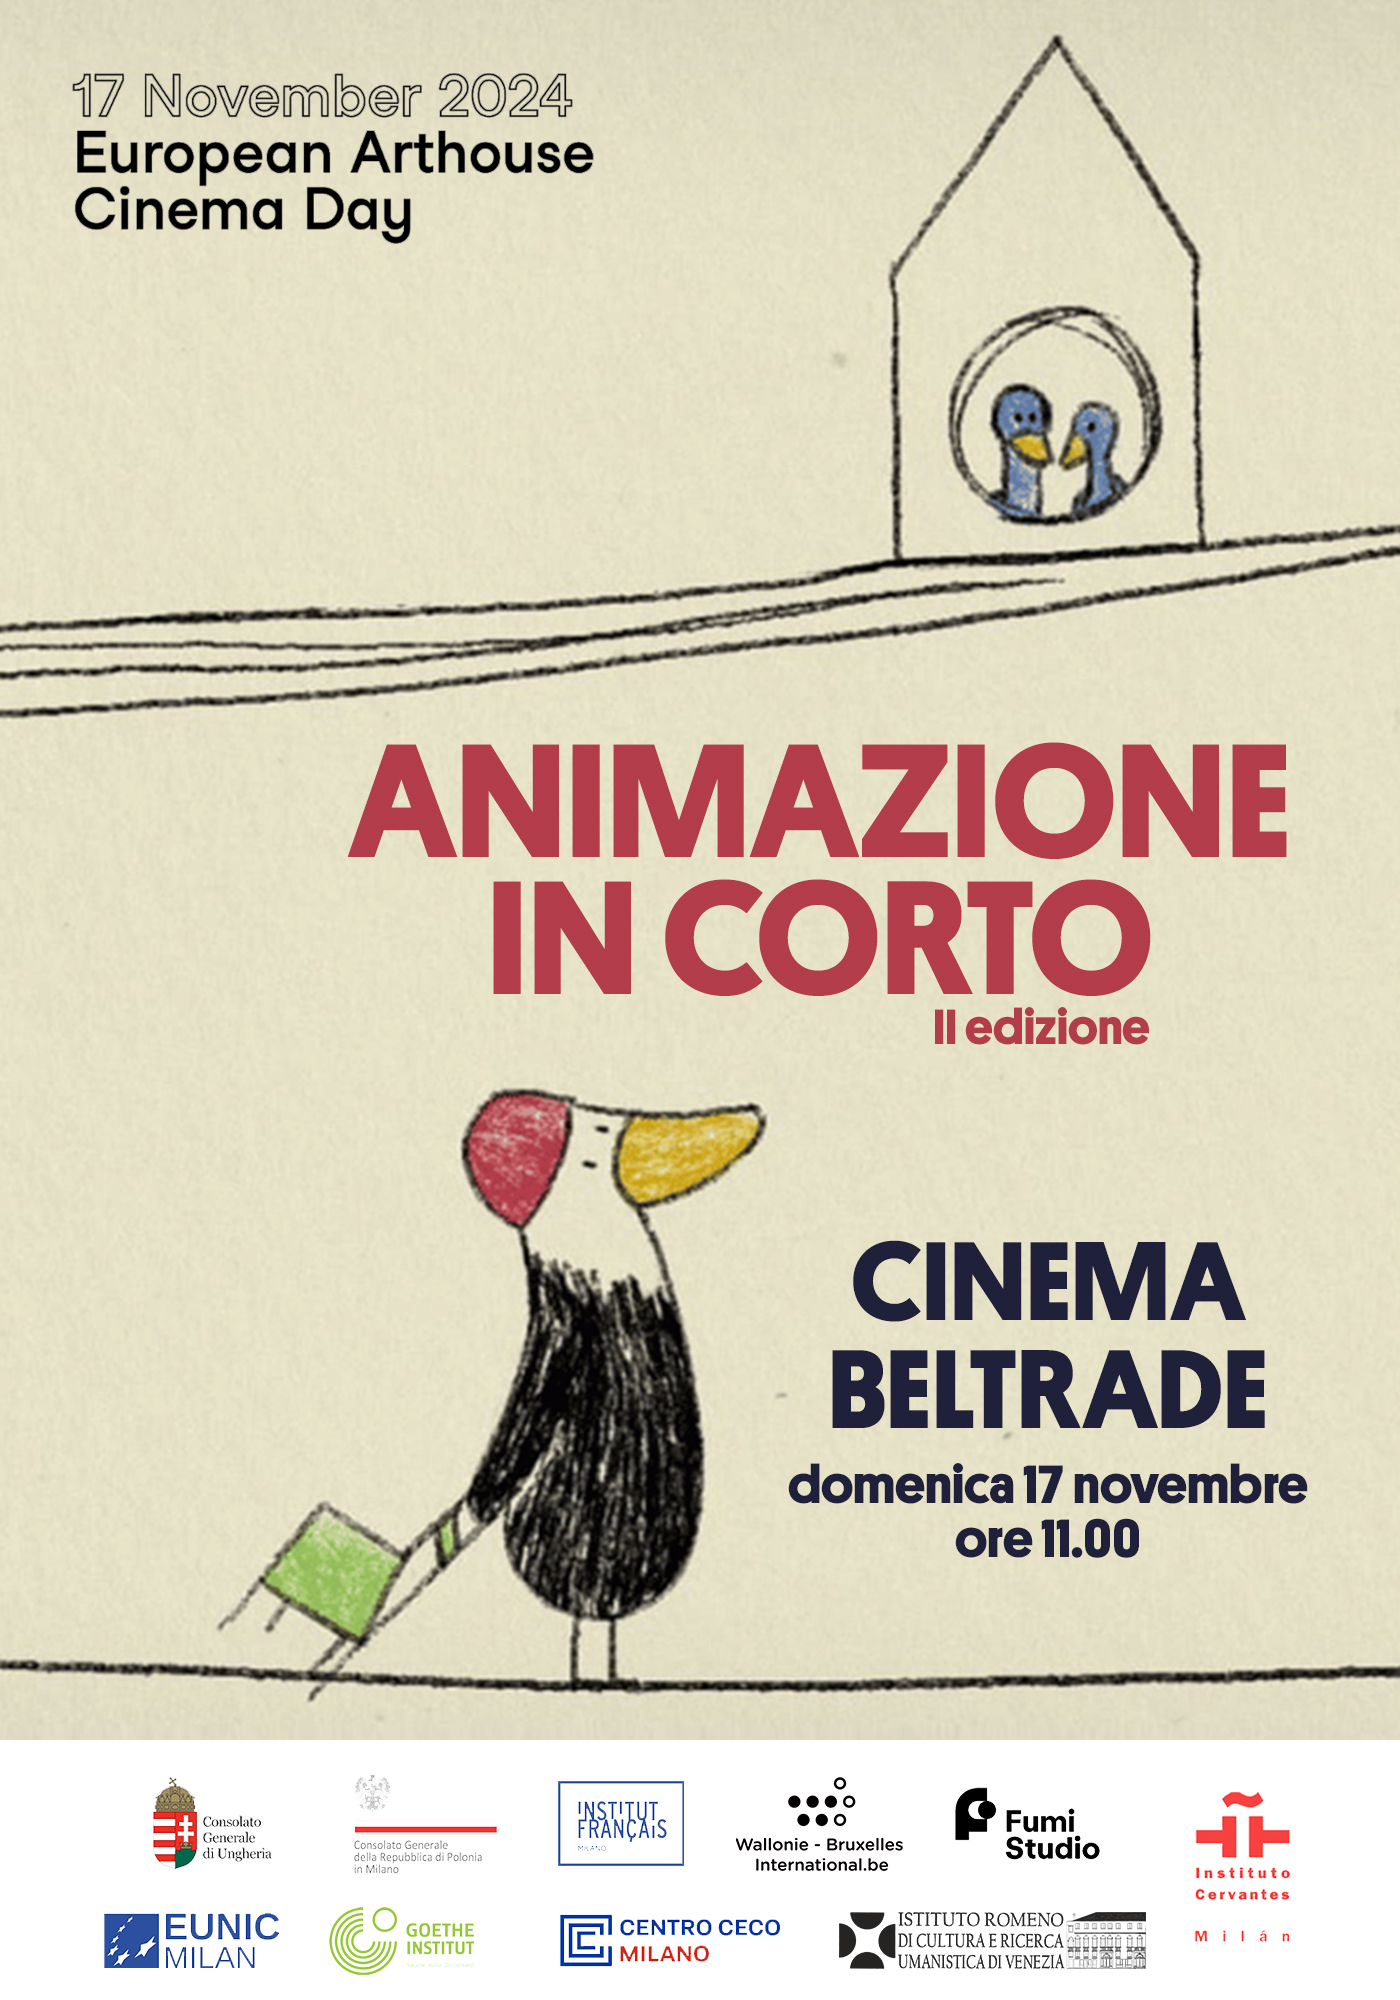 17 November 2024
European Arthouse
Cinema Day
ANIMAZIONE
IN CORTO
II edizione
CINEMA
BELTRADE
domenica 17 novembre
ore 11.00
Consolato
Generale
di Ungheria
Consolato Generale
della Repubblica di Polonia
in Milano
INSTITUT
FRANÇAIS
MILANO
Wallonie - Bruxelles
International.be
Fumi
Studio
Instituto
Cervantes
Milán
EUNIC
MILAN
GOETHE
INSTITUT
CENTRO CECO
MILANO
ISTITUTO ROMENO
DI CULTURA E RICERCA
UMANISTICA DI VENEZIA